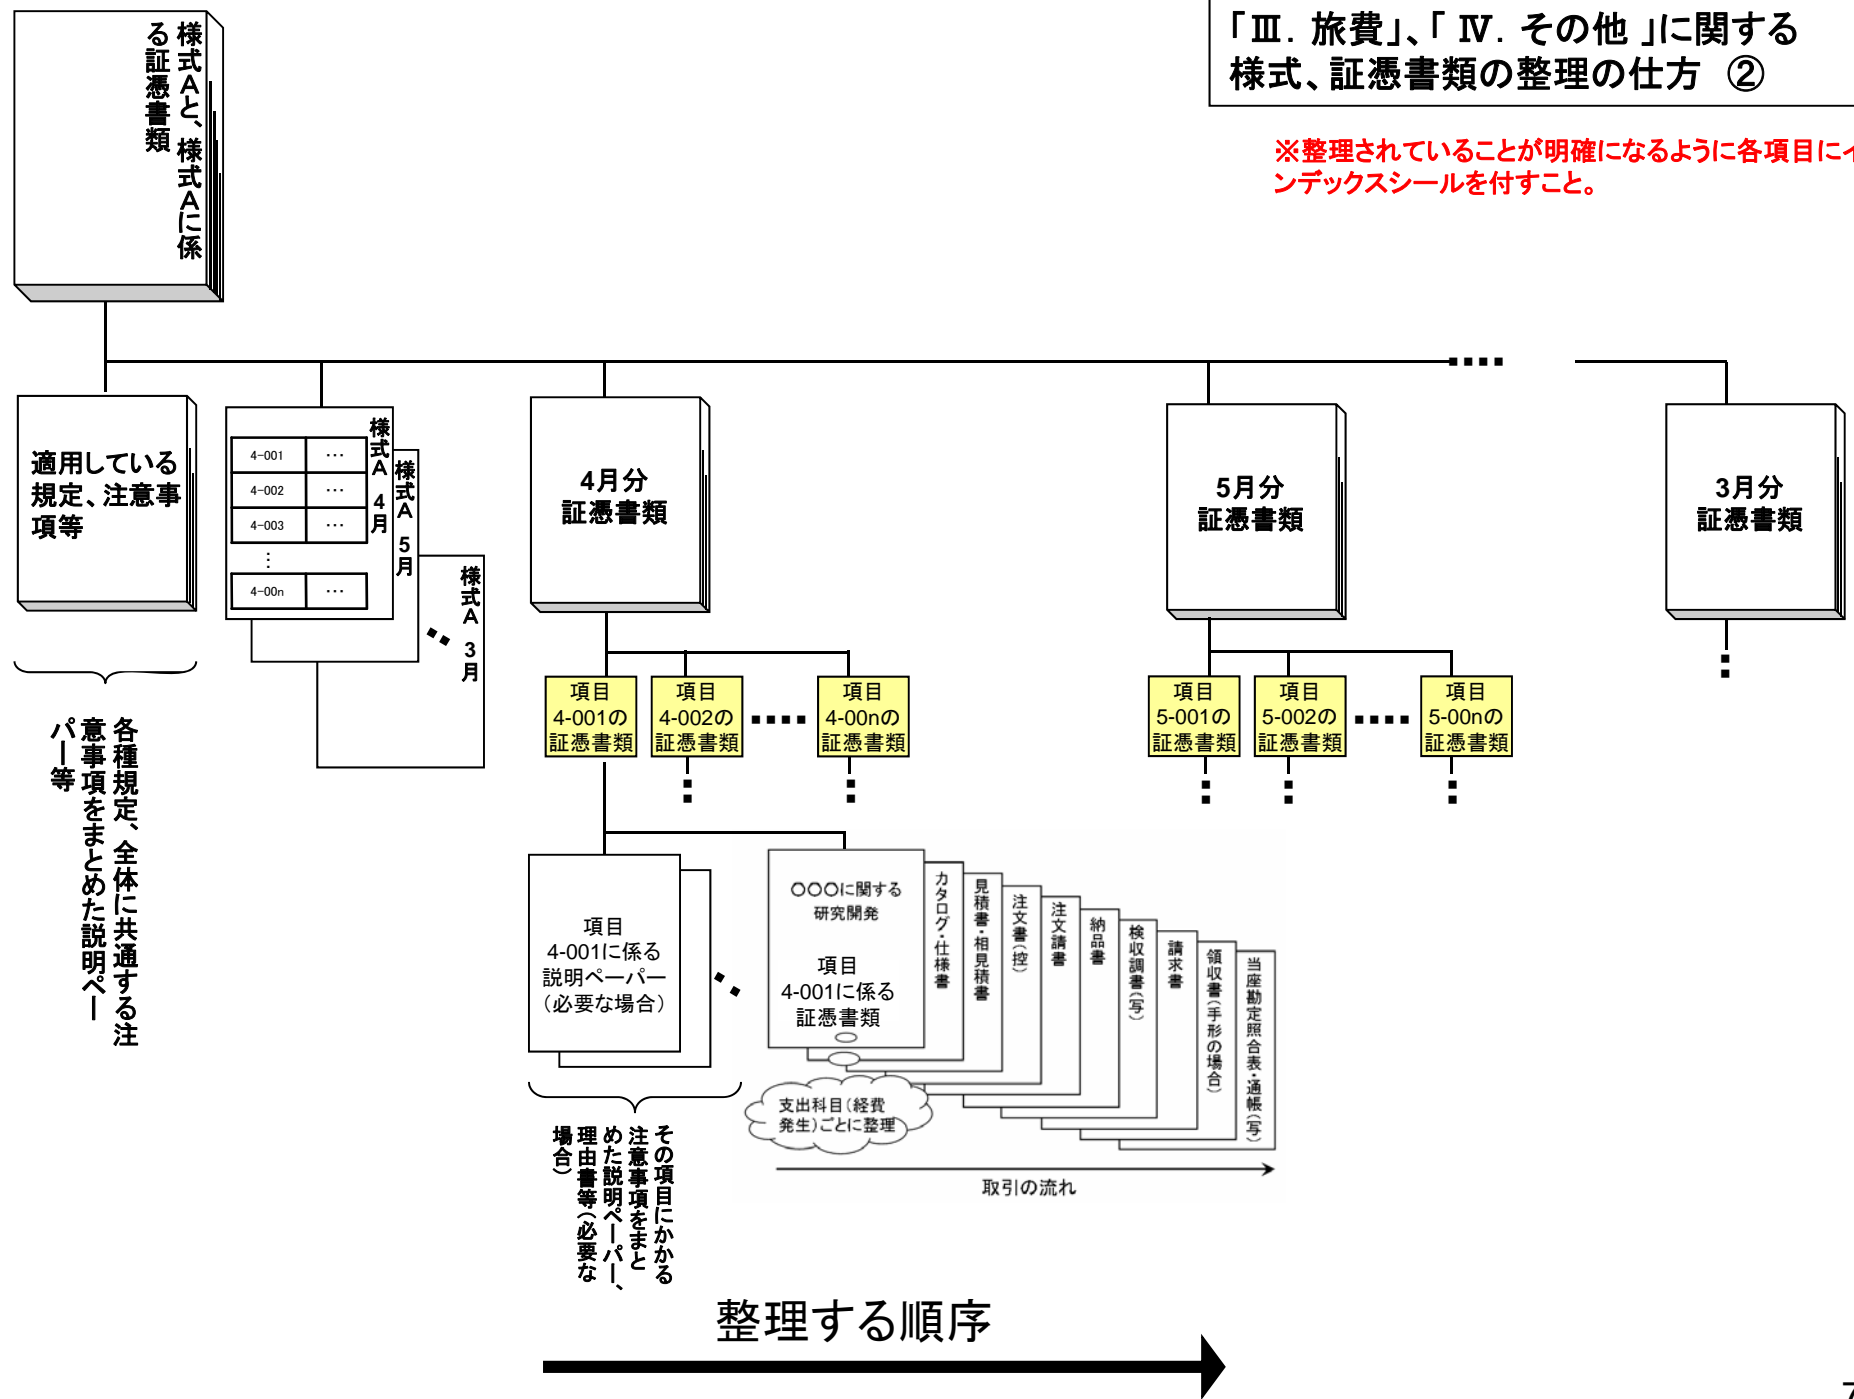 「Ⅲ．旅費」、「Ⅳ．その他」に関する
様式、証憑書類の整理の仕方　②
※整理されていることが明確になるように各項目にイ
ンデックスシールを付すこと。
様式Ａと、様式Ａに係
る証憑書類
適用している
規定、注意事
項等
様式Ａ　4月
4-001　…
4-002　…
4-003　…
⋮
4-00n　…
様式Ａ　5月
様式Ａ　3月
4月分
証憑書類
5月分
証憑書類
3月分
証憑書類
項目
4-001の
証憑書類
項目
4-002の
証憑書類
項目
4-00nの
証憑書類
項目
5-001の
証憑書類
項目
5-002の
証憑書類
項目
5-00nの
証憑書類
各種規定、全体に共通する注
意事項をまとめた説明ペー
パー等
項目
4-001に係る
説明ペーパー
（必要な場合）
〇〇〇に関する
研究開発
項目
4-001に係る
証憑書類
カタログ・仕様書
見積書・相見積書
注文書（控）
注文請書
納品書
検収調書（写）
請求書
領収書（手形の場合）
当座勘定照合表・通帳（写）
支出科目（経費
発生）ごとに整理
取引の流れ
その項目にかかる
注意事項をまと
めた説明ペーパー、
理由書等（必要な
場合）
整理する順序